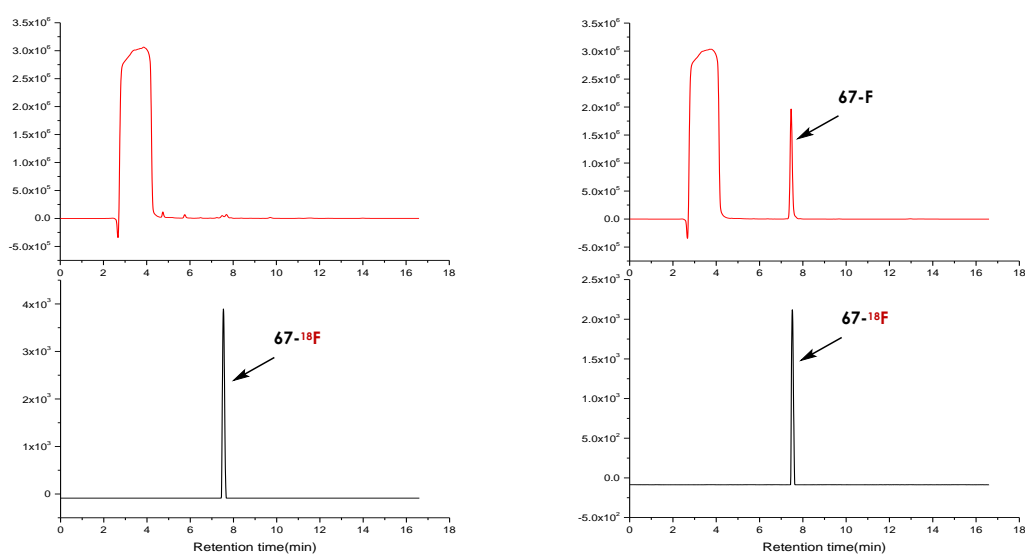 3.5x10⁶
3.0x10⁶
2.5x10⁶
2.0x10⁶
1.5x10⁶
1.0x10⁶
5.0x10⁵
0.0
-5.0x10⁵
0 2 4 6 8 10 12 14 16 18
4x10³
3x10³
2x10³
1x10³
0
67-¹⁸F
0 2 4 6 8 10 12 14 16 18
Retention time(min)
3.5x10⁶
3.0x10⁶
2.5x10⁶
2.0x10⁶
1.5x10⁶
1.0x10⁶
5.0x10⁵
0.0
-5.0x10⁵
67-F
0 2 4 6 8 10 12 14 16 18
2.5x10³
2.0x10³
1.5x10³
1.0x10³
5.0x10²
0.0
-5.0x10²
67-¹⁸F
0 2 4 6 8 10 12 14 16 18
Retention time(min)